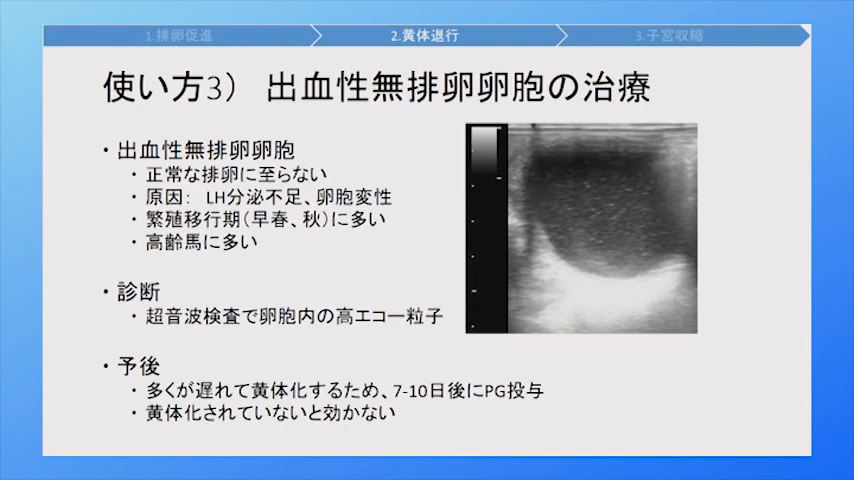 1.排卵促進
2.黄体退行
3.子宮収縮
使い方3） 出血性無排卵卵胞の治療
・出血性無排卵卵胞
・正常な排卵に至らない
・原因： LH分泌不足、卵胞変性
・繁殖移行期（早春、秋）に多い
・高齢馬に多い
・診断
・超音波検査で卵胞内の高エコー粒子
・予後
・多くが遅れて黄体化するため、7-10日後にPG投与
・黄体化されていないと効かない